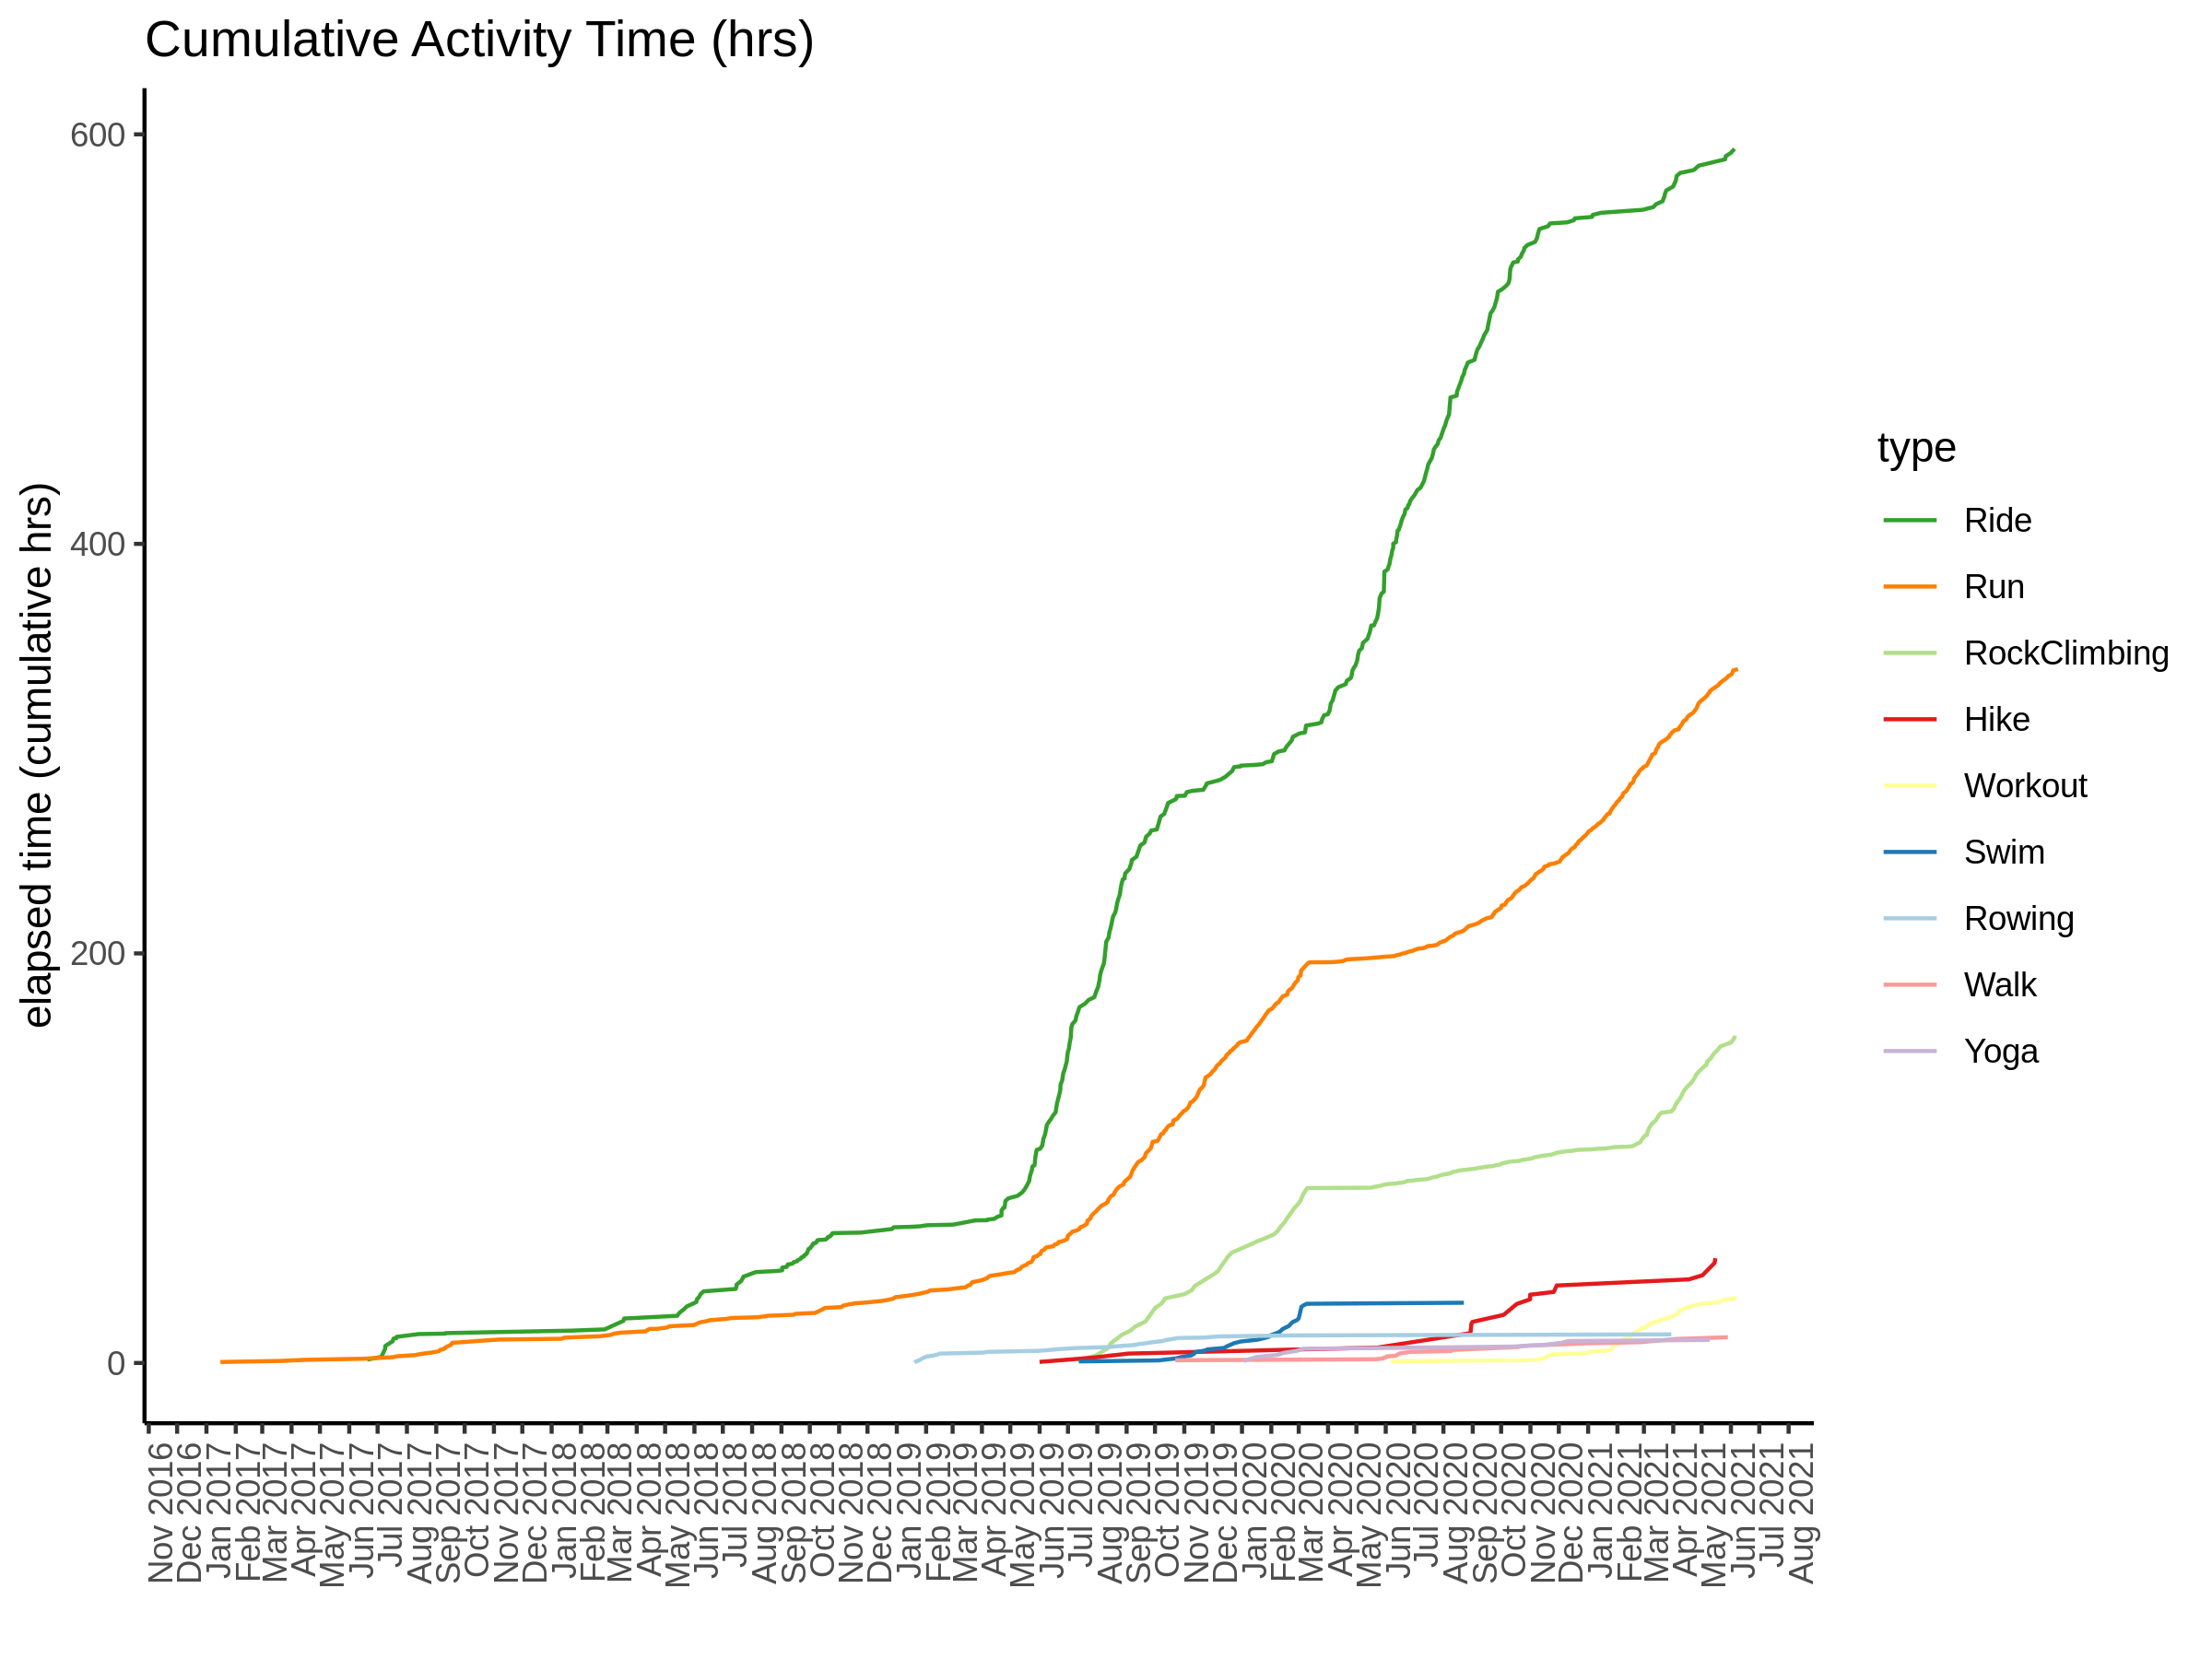 Cumulative Activity Time (hrs)
elapsed time (cumulative hrs)
600
400
200
0
Nov 2016
Dec 2016
Jan 2017
Feb 2017
Mar 2017
Apr 2017
May 2017
Jun 2017
Jul 2017
Aug 2017
Sep 2017
Oct 2017
Nov 2017
Dec 2017
Jan 2018
Feb 2018
Mar 2018
Apr 2018
May 2018
Jun 2018
Jul 2018
Aug 2018
Sep 2018
Oct 2018
Nov 2018
Dec 2018
Jan 2019
Feb 2019
Mar 2019
Apr 2019
May 2019
Jun 2019
Jul 2019
Aug 2019
Sep 2019
Oct 2019
Nov 2019
Dec 2019
Jan 2020
Feb 2020
Mar 2020
Apr 2020
May 2020
Jun 2020
Jul 2020
Aug 2020
Sep 2020
Oct 2020
Nov 2020
Dec 2020
Jan 2021
Feb 2021
Mar 2021
Apr 2021
May 2021
Jun 2021
Jul 2021
Aug 2021
type
Ride
Run
RockClimbing
Hike
Workout
Swim
Rowing
Walk
Yoga